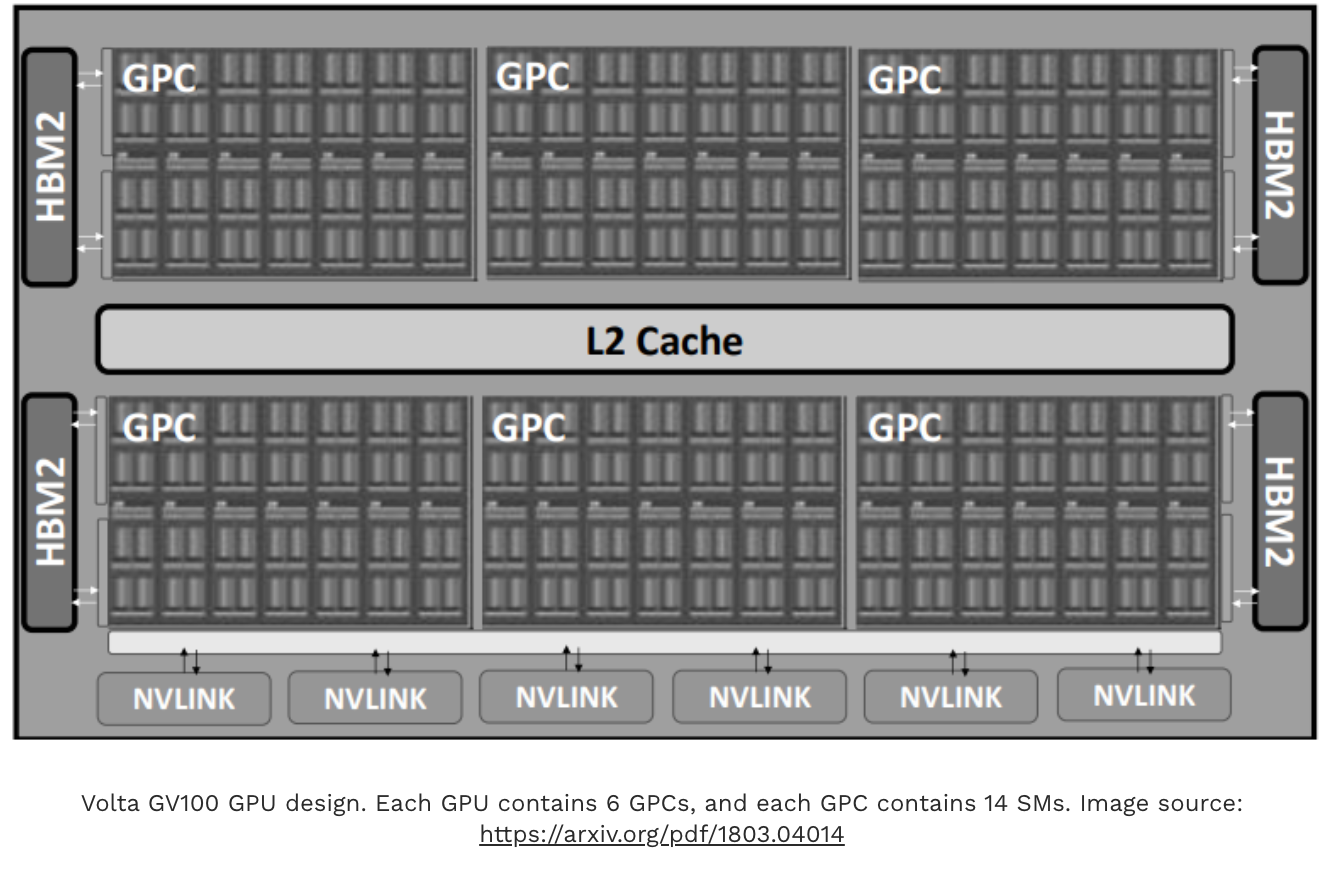 GPC GPC GPC
HBM2 HBM2
L2 Cache
GPC GPC GPC
HBM2 HBM2
NVLINK NVLINK NVLINK NVLINK NVLINK NVLINK
Volta GV100 GPU design. Each GPU contains 6 GPCs, and each GPC contains 14 SMs. Image source:
https://arxiv.org/pdf/1803.04014